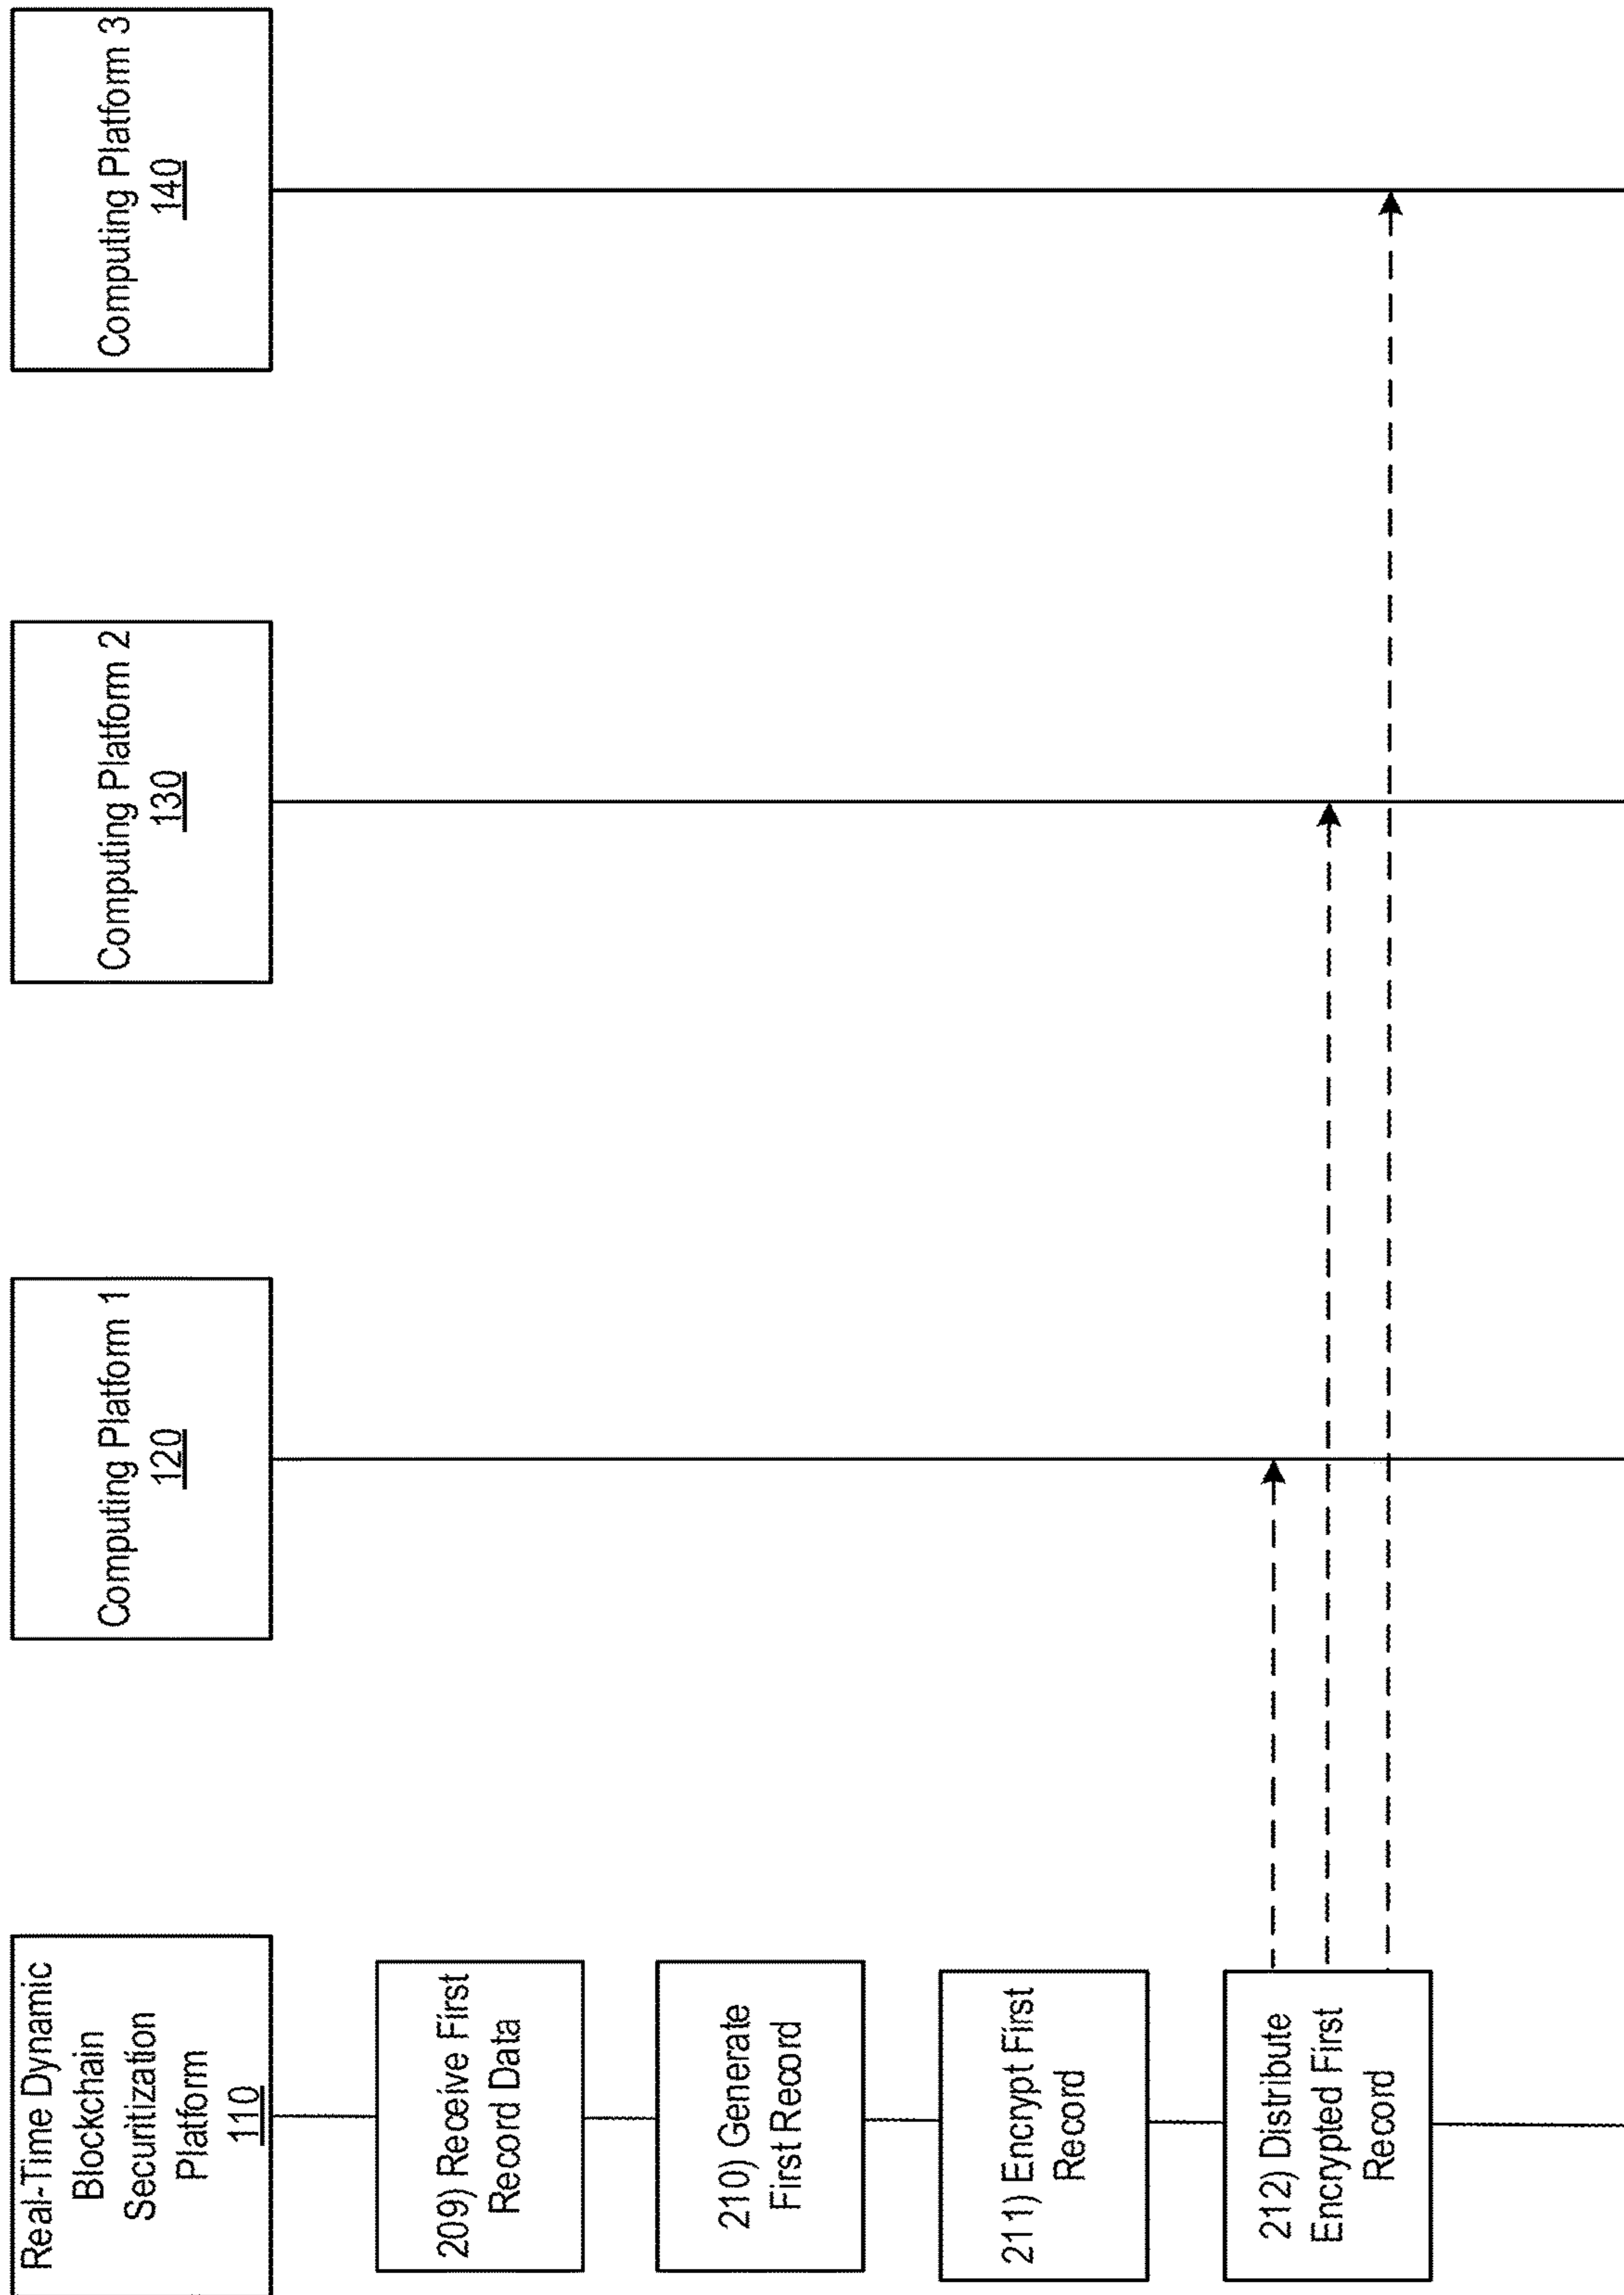 Real-Time Dynamic
Blockchain
Securitization
Platform
110
Computing Platform 1
120
Computing Platform 2
130
Computing Platform 3
140
209) Receive First
Record Data
210) Generate
First Record
211) Encrypt First
Record
212) Distribute
Encrypted First
Record